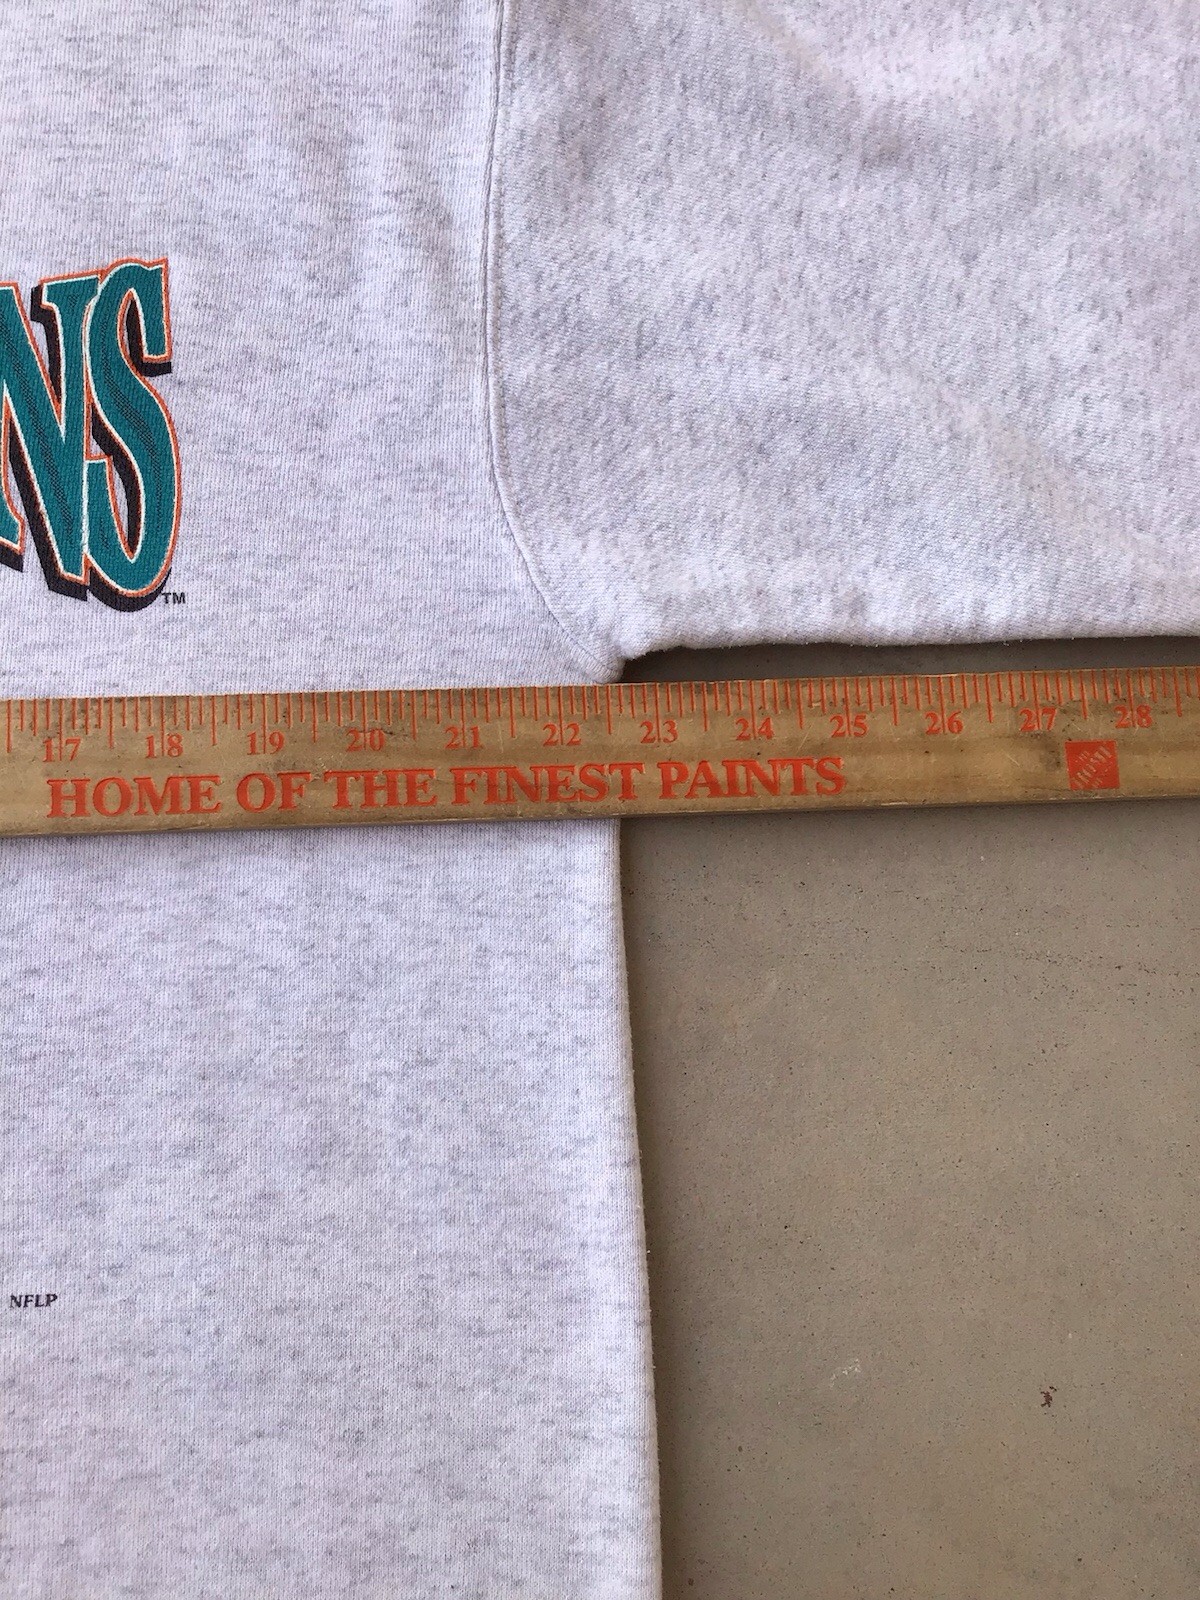 NS
TM
17 18 19 20 21 22 23 24 25 26 27 28
HOME OF THE FINEST PAINTS
NFLP